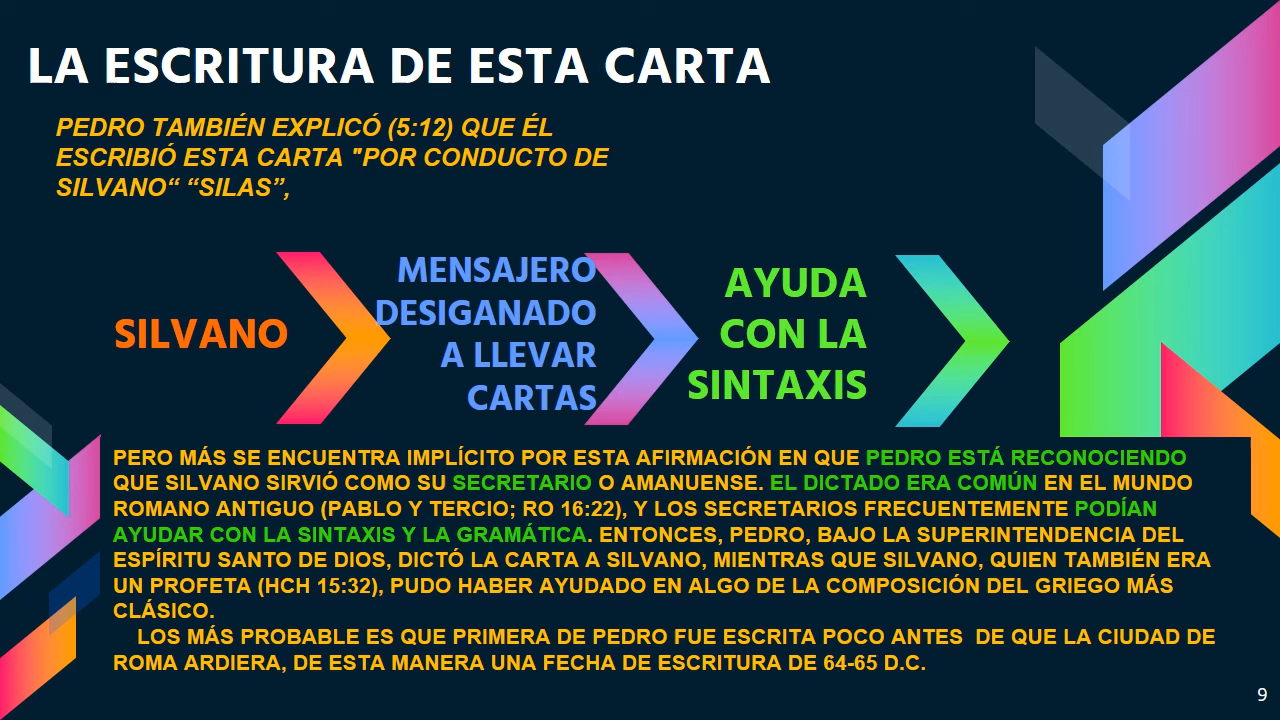 LA ESCRITURA DE ESTA CARTA
PEDRO TAMBIÉN EXPLICÓ (5:12) QUE ÉL
ESCRIBIÓ ESTA CARTA "POR CONDUCTO DE
SILVANO“ “SILAS”,
SILVANO
MENSAJERO
DESIGANADO
A LLEVAR
CARTAS
AYUDA
CON LA
SINTAXIS
PERO MÁS SE ENCUENTRA IMPLÍCITO POR ESTA AFIRMACIÓN EN QUE PEDRO ESTÁ RECONOCIENDO
QUE SILVANO SIRVIÓ COMO SU SECRETARIO O AMANUENSE. EL DICTADO ERA COMÚN EN EL MUNDO
ROMANO ANTIGUO (PABLO Y TERCIO; RO 16:22), Y LOS SECRETARIOS FRECUENTEMENTE PODÍAN
AYUDAR CON LA SINTAXIS Y LA GRAMÁTICA. ENTONCES, PEDRO, BAJO LA SUPERINTENDENCIA DEL
ESPÍRITU SANTO DE DIOS, DICTÓ LA CARTA A SILVANO, MIENTRAS QUE SILVANO, QUIEN TAMBIÉN ERA
UN PROFETA (HCH 15:32), PUDO HABER AYUDADO EN ALGO DE LA COMPOSICIÓN DEL GRIEGO MÁS
CLÁSICO.
LOS MÁS PROBABLE ES QUE PRIMERA DE PEDRO FUE ESCRITA POCO ANTES  DE QUE LA CIUDAD DE
ROMA ARDIERA, DE ESTA MANERA UNA FECHA DE ESCRITURA DE 64-65 D.C.
9